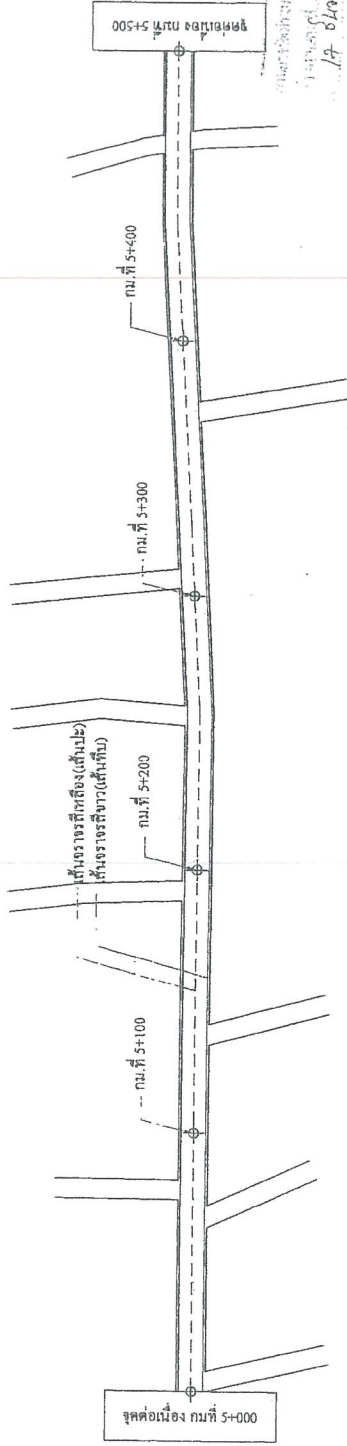 จุดต่อเนื่อง กม.ที่ 5+500
กม.ที่ 5+400
กม.ที่ 5+300
เส้นจราจรสีเหลือง(เส้นปะ)
เส้นจราจรสีขาว(เส้นทึบ)
กม.ที่ 5+200
กม.ที่ 5+100
จุดต่อเนื่อง กมที่ 5+000